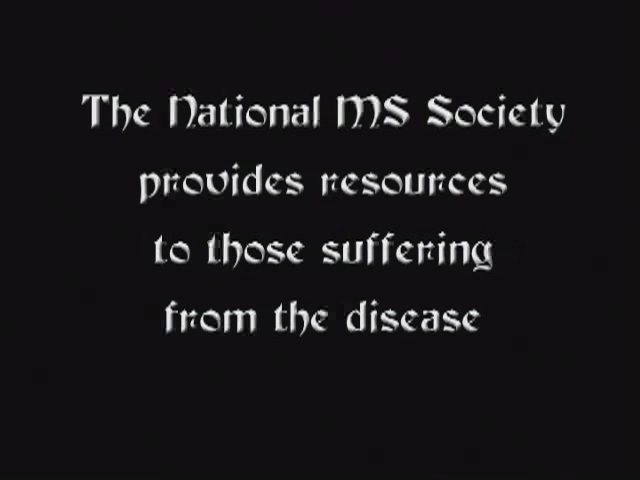 The National MS Society
provides resources
to those suffering
from the disease